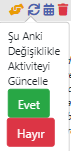 Şu Anki
Değişiklikle
Aktiviteyi
Güncelle
Evet
Hayır